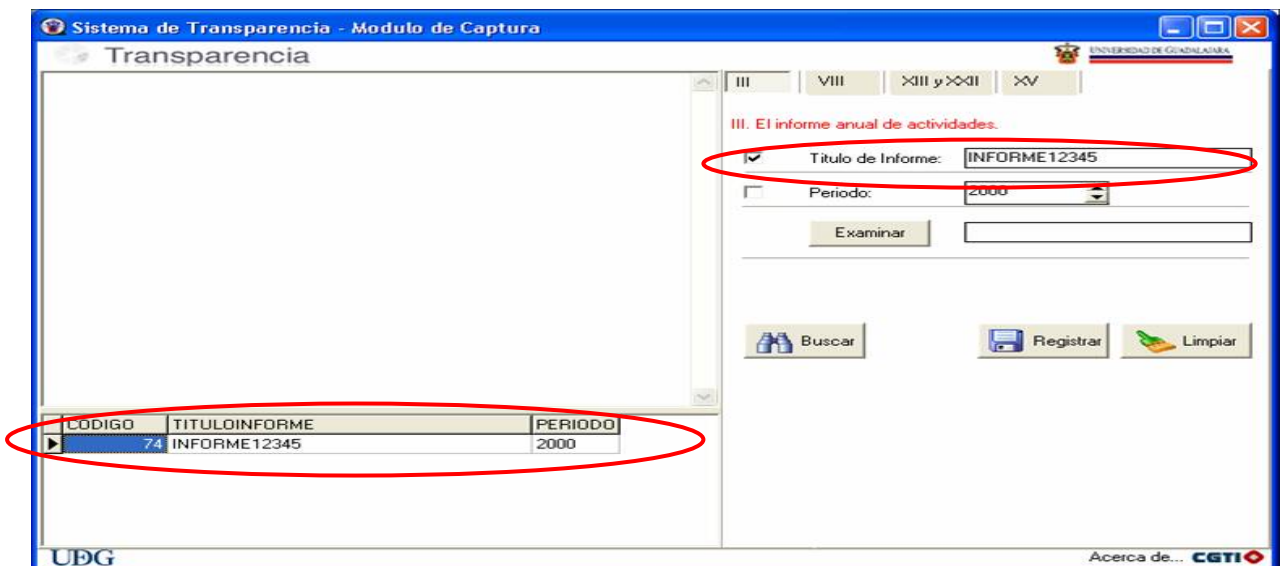 Sistema de Transparencia - Modulo de Captura
Transparencia
UNIVERSIDAD DE GUADALAJARA
III VIII XIII y XXII XV
III. El informe anual de actividades.
Titulo de Informe: INFORME12345
Periodo: 2000
Examinar
Buscar Registrar Limpiar
CODIGO TITULOINFORME PERIODO
74 INFORME12345 2000
UDG Acerca de... CGTI